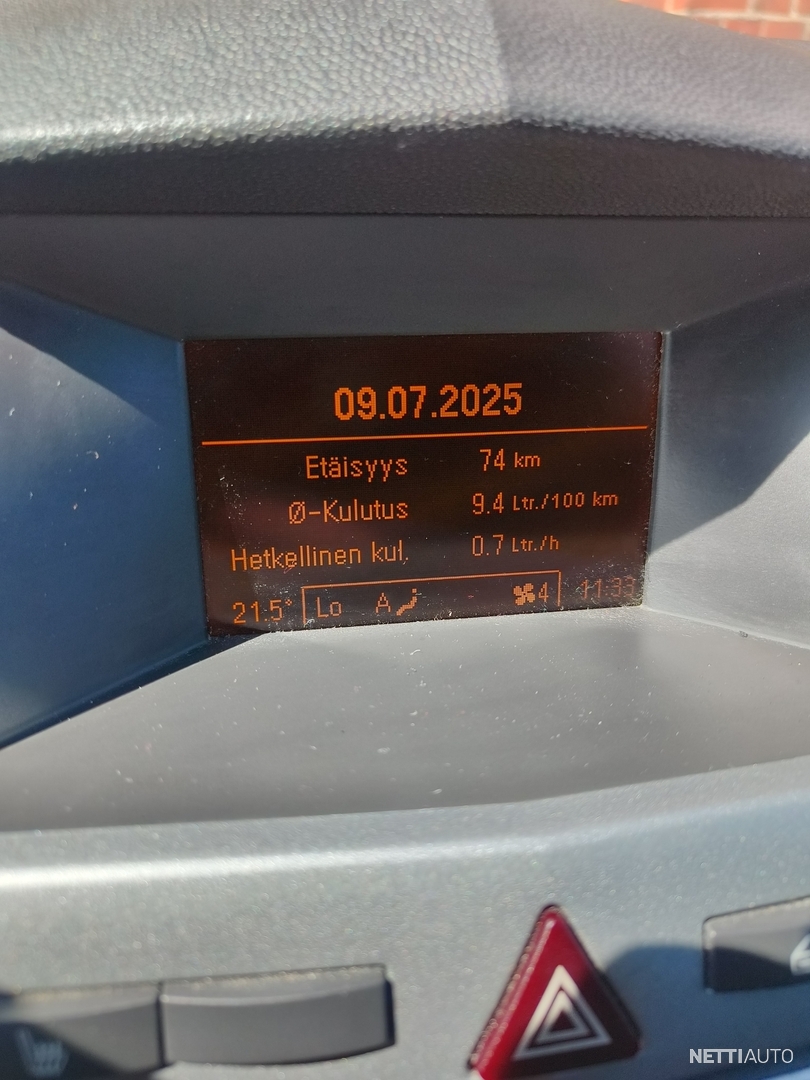 09.07.2025
Etäisyys 74 km
Ø-Kulutus 9.4 Ltr./100 km
Hetkellinen kul. 0.7 Ltr./h
21.5° Lo A 4 11:33
NETTIAUTO